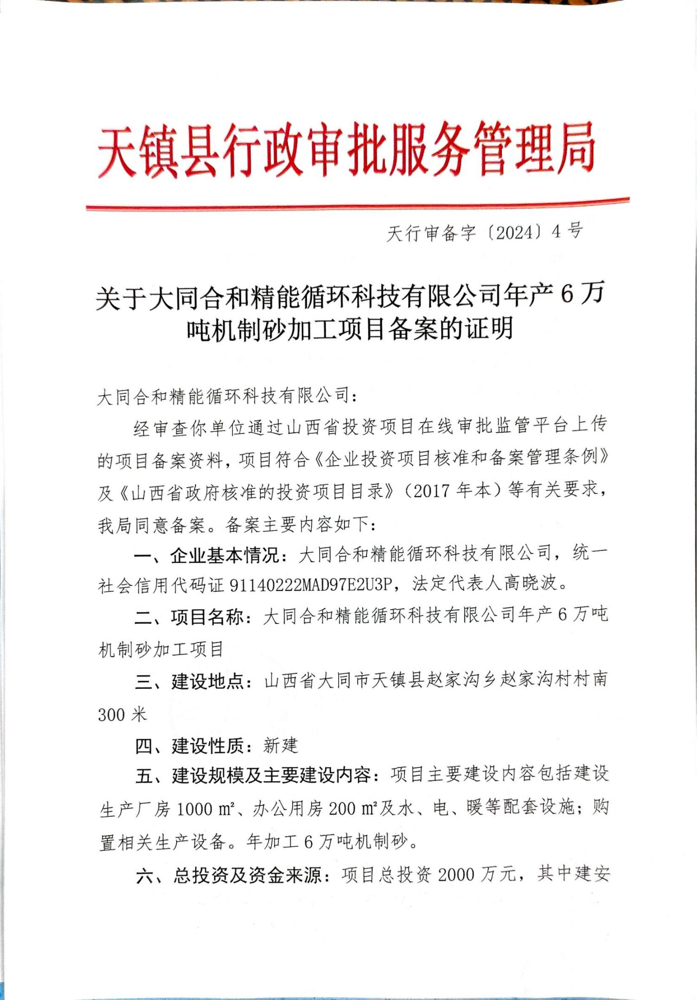 天镇县行政审批服务管理局
天行审备字〔2024〕4号
关于大同合和精能循环科技有限公司年产6万
吨机制砂加工项目备案的证明
大同合和精能循环科技有限公司：
经审查你单位通过山西省投资项目在线审批监管平台上传
的项目备案资料，项目符合《企业投资项目核准和备案管理条例》
及《山西省政府核准的投资项目目录》（2017年本）等有关要求，
我局同意备案。备案主要内容如下：
一、企业基本情况：大同合和精能循环科技有限公司，统一
社会信用代码证91140222MAD97E2U3P，法定代表人高晓波。
二、项目名称：大同合和精能循环科技有限公司年产6万吨
机制砂加工项目
三、建设地点：山西省大同市天镇县赵家沟乡赵家沟村村南
300米
四、建设性质：新建
五、建设规模及主要建设内容：项目主要建设内容包括建设
生产厂房1000㎡、办公用房200㎡及水、电、暖等配套设施；购
置相关生产设备。年加工6万吨机制砂。
六、总投资及资金来源：项目总投资2000万元，其中建安